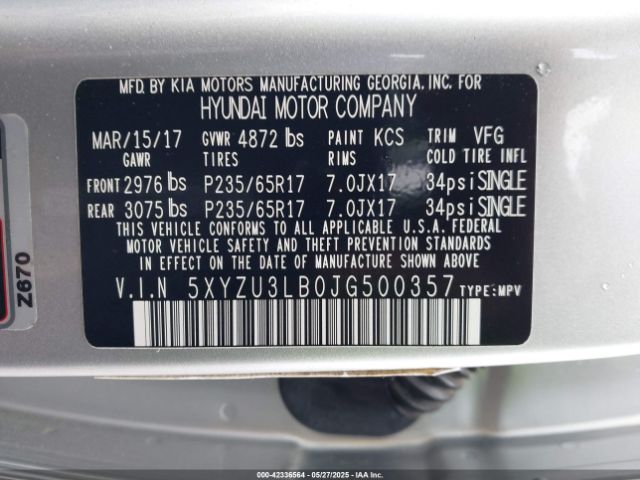 MFD. BY KIA MOTORS MANUFACTURING GEORGIA, INC. FOR
HYUNDAI MOTOR COMPANY
MAR/15/17 GVWR 4872 lbs PAINT KCS TRIM VFG
GAWR TIRES RIMS COLD TIRE INFL
FRONT 2976 lbs P235/65R17 7.0JX17 34psi SINGLE
REAR 3075 lbs P235/65R17 7.0JX17 34psi SINGLE
THIS VEHICLE CONFORMS TO ALL APPLICABLE U.S.A. FEDERAL
MOTOR VEHICLE SAFETY AND THEFT PREVENTION STANDARDS
IN EFFECT ON THE DATE OF MANUFACTURE SHOWN ABOVE.
V.I.N 5XYZU3LB0JG500357 TYPE:MPV
Z670
000-42336564 | 05/27/2025 - IAAI.COM